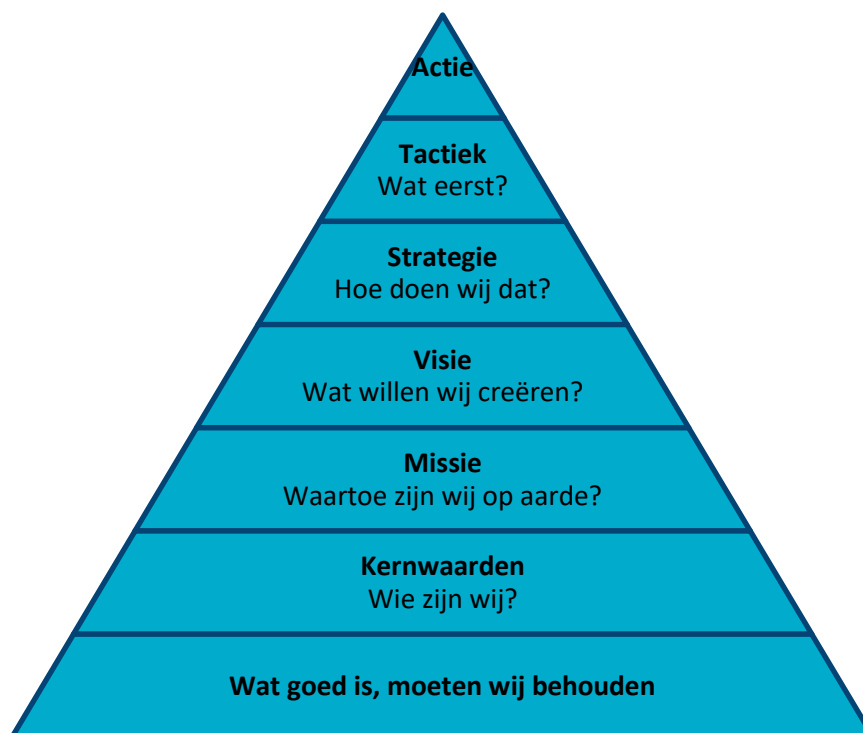 Actie
Tactiek
Wat eerst?
Strategie
Hoe doen wij dat?
Visie
Wat willen wij creëren?
Missie
Waartoe zijn wij op aarde?
Kernwaarden
Wie zijn wij?
Wat goed is, moeten wij behouden